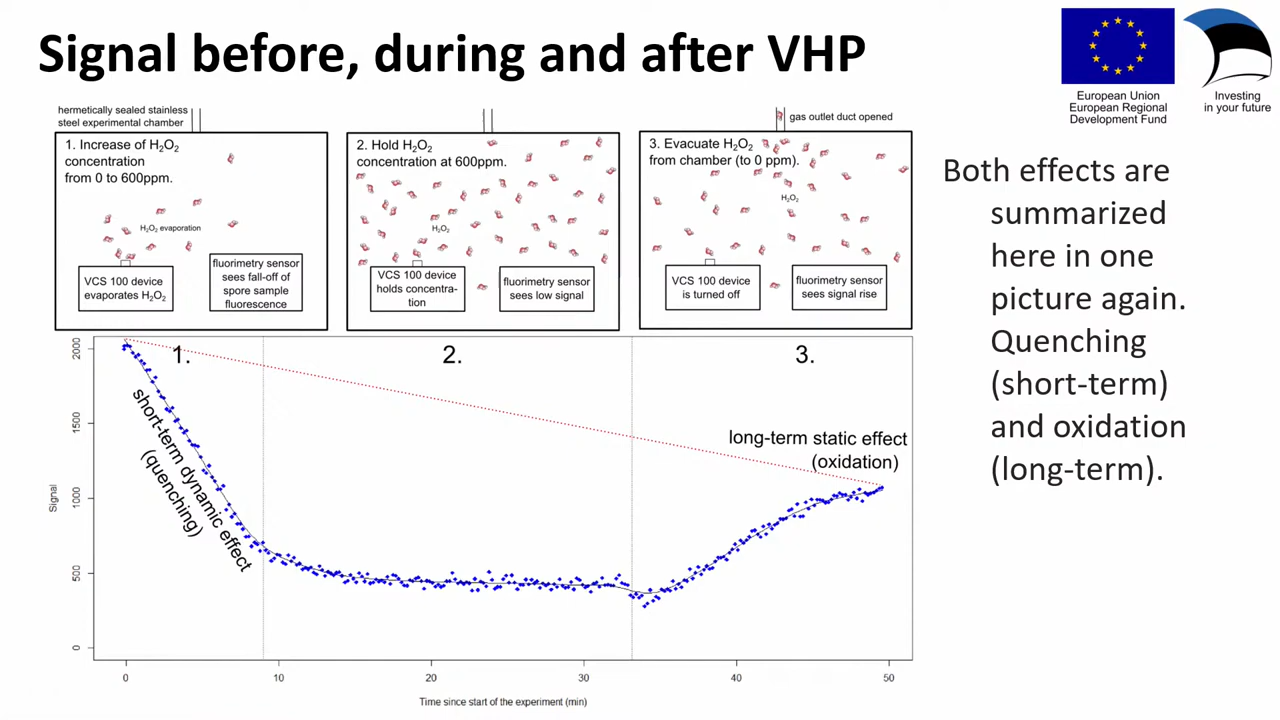 Signal before, during and after VHP
European Union
European Regional
Development Fund
Investing
in your future
hermetically sealed stainless
steel experimental chamber
1. Increase of H₂O₂
concentration
from 0 to 600ppm.
H₂O₂ evaporation
VCS 100 device
evaporates H₂O₂
fluorimetry sensor
sees fall-off of
spore sample
fluorescence
2. Hold H₂O₂
concentration at 600ppm.
H₂O₂
VCS 100 device
holds concentra-
tion
fluorimetry sensor
sees low signal
gas outlet duct opened
3. Evacuate H₂O₂
from chamber (to 0 ppm).
H₂O₂
VCS 100 device
is turned off
fluorimetry sensor
sees signal rise
Both effects are
summarized
here in one
picture again.
Quenching
(short-term)
and oxidation
(long-term).
1.
2.
3.
short-term dynamic effect
(quenching)
long-term static effect
(oxidation)
Signal
2000
1500
1000
500
0
0
10
20
30
40
50
Time since start of the experiment (min)